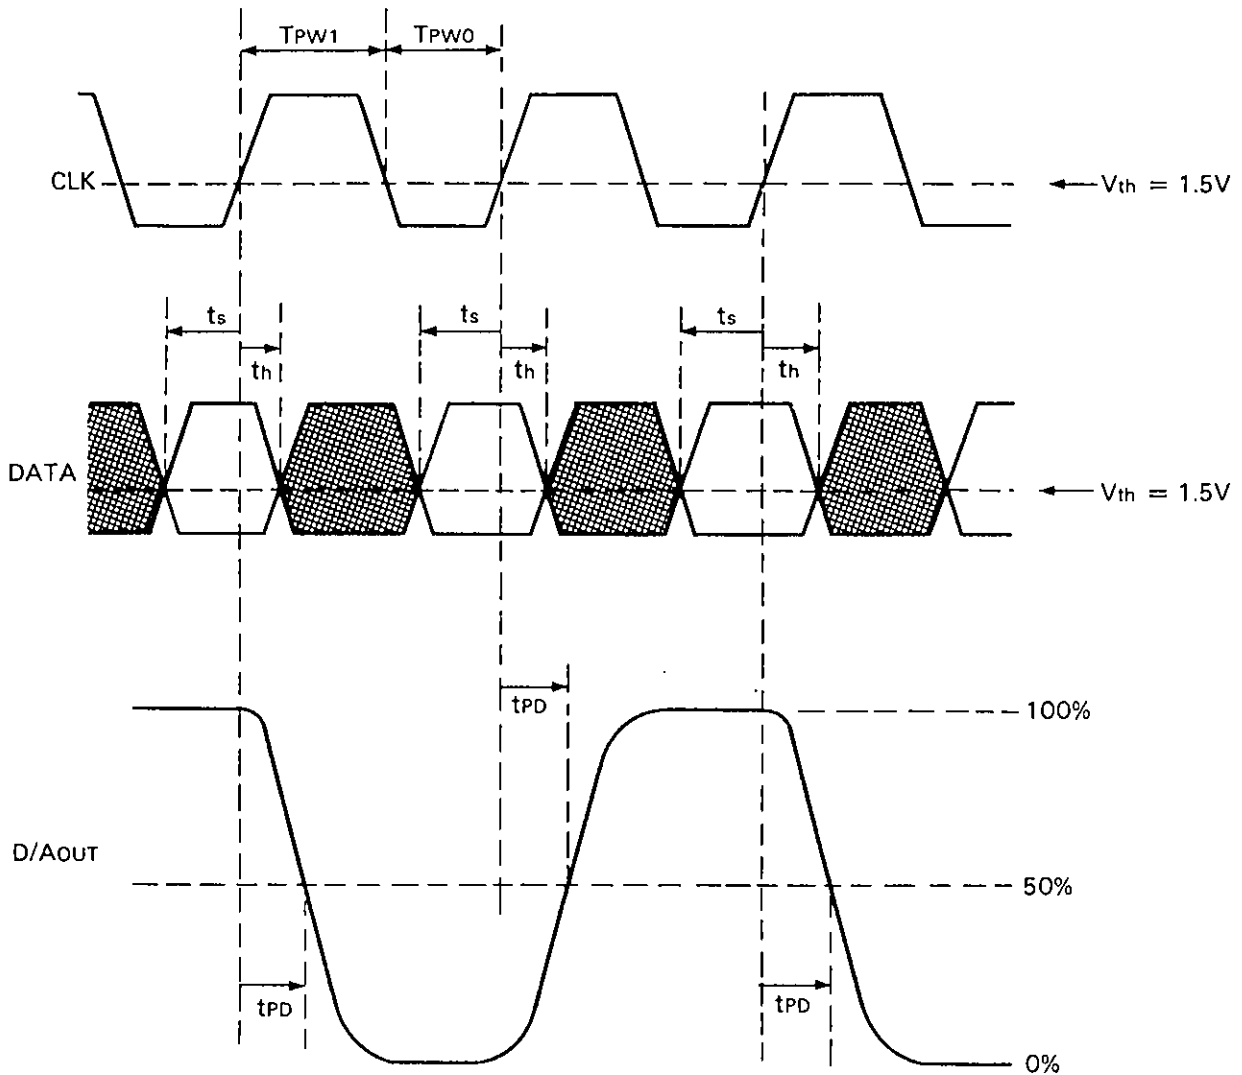 TPW1 TPW0
CLK
Vth = 1.5V
ts ts ts
th th th
DATA
Vth = 1.5V
tPD
100%
D/AOUT
50%
tPD tPD
0%